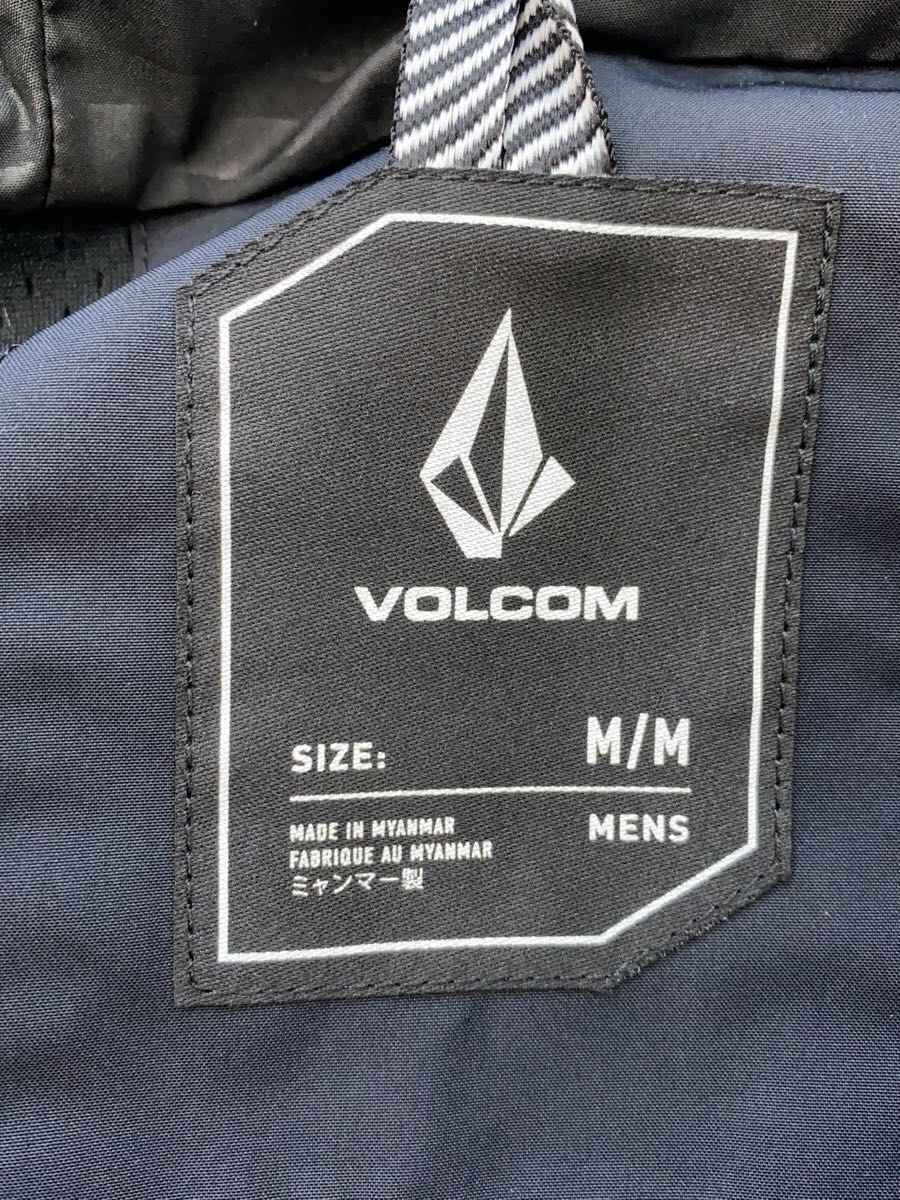 VOLCOM
SIZE: M/M
MADE IN MYANMAR MENS
FABRIQUE AU MYANMAR
ミャンマー製